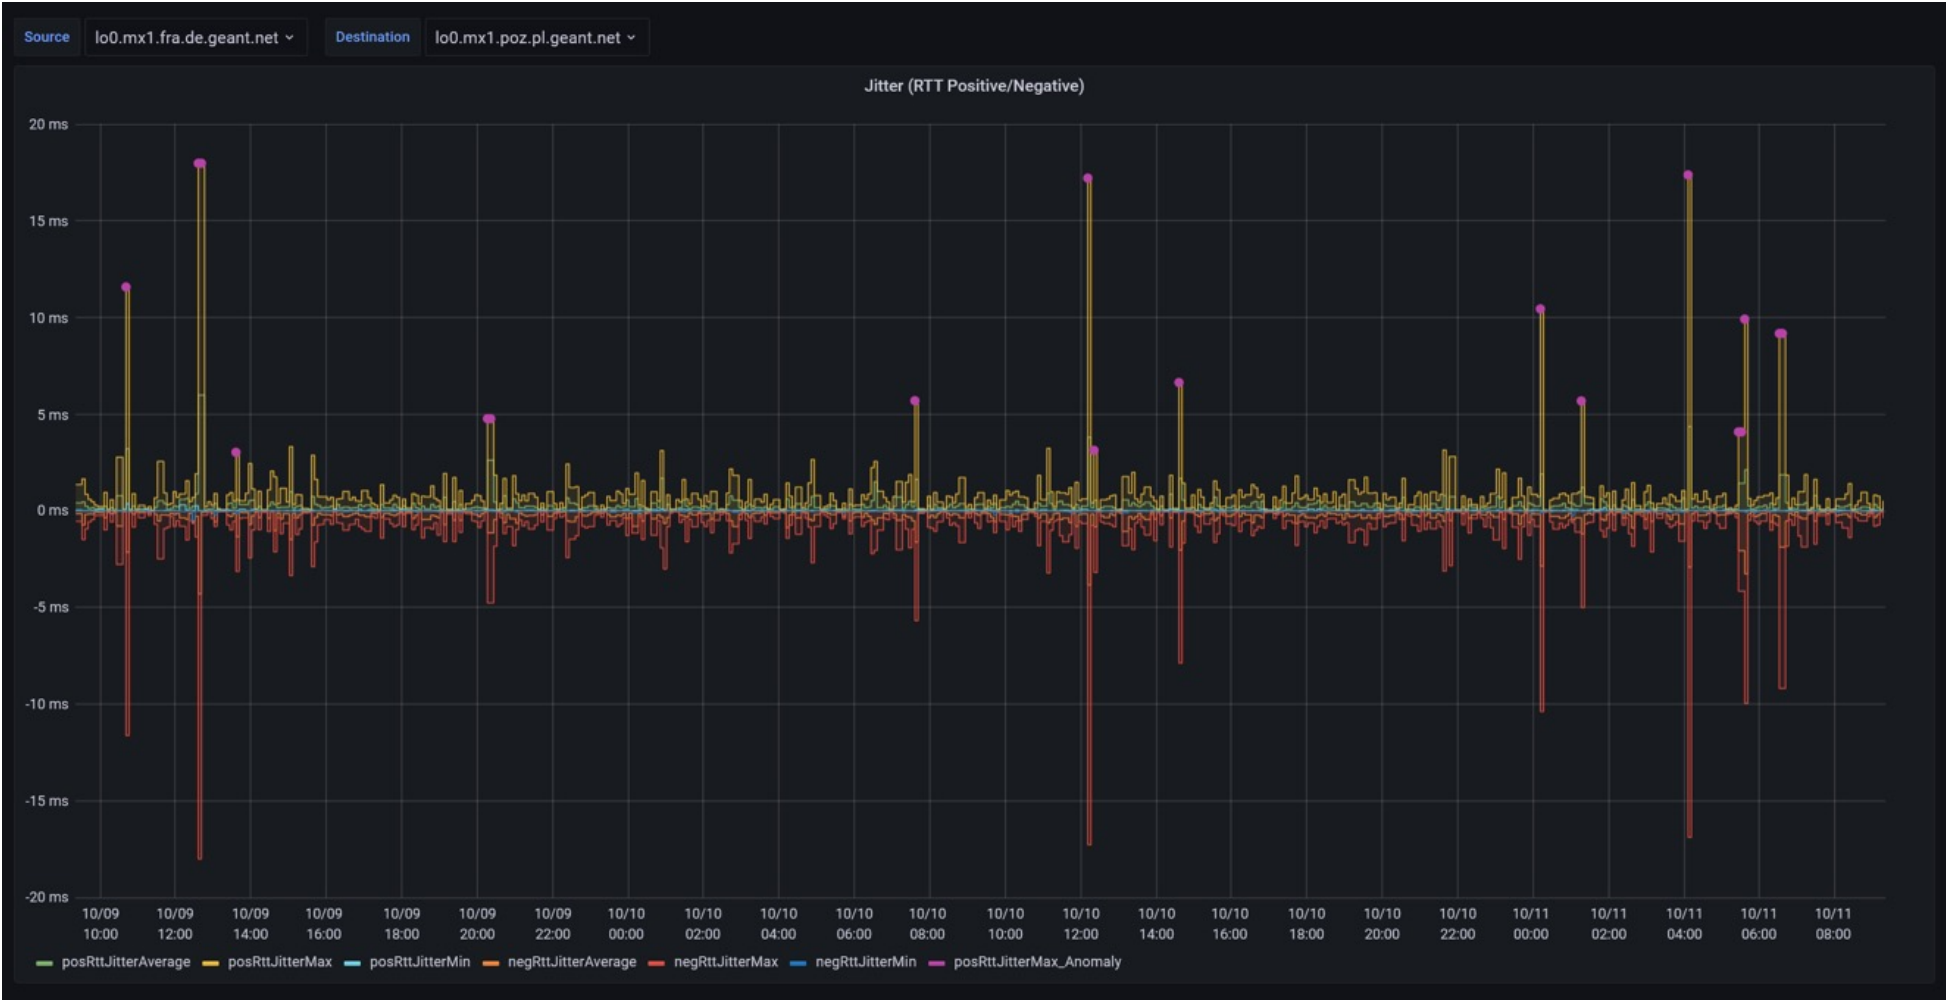 Source lo0.mx1.fra.de.geant.net Destination lo0.mx1.poz.pl.geant.net
Jitter (RTT Positive/Negative)
20 ms
15 ms
10 ms
5 ms
0 ms
-5 ms
-10 ms
-15 ms
-20 ms
10/09 10/09 10/09 10/09 10/09 10/09 10/09 10/10 10/10 10/10 10/10 10/10 10/10 10/10 10/10 10/10 10/10 10/10 10/10 10/11 10/11 10/11 10/11 10/11
10:00 12:00 14:00 16:00 18:00 20:00 22:00 00:00 02:00 04:00 06:00 08:00 10:00 12:00 14:00 16:00 18:00 20:00 22:00 00:00 02:00 04:00 06:00 08:00
posRttJitterAverage posRttJitterMax posRttJitterMin negRttJitterAverage negRttJitterMax negRttJitterMin posRttJitterMax_Anomaly